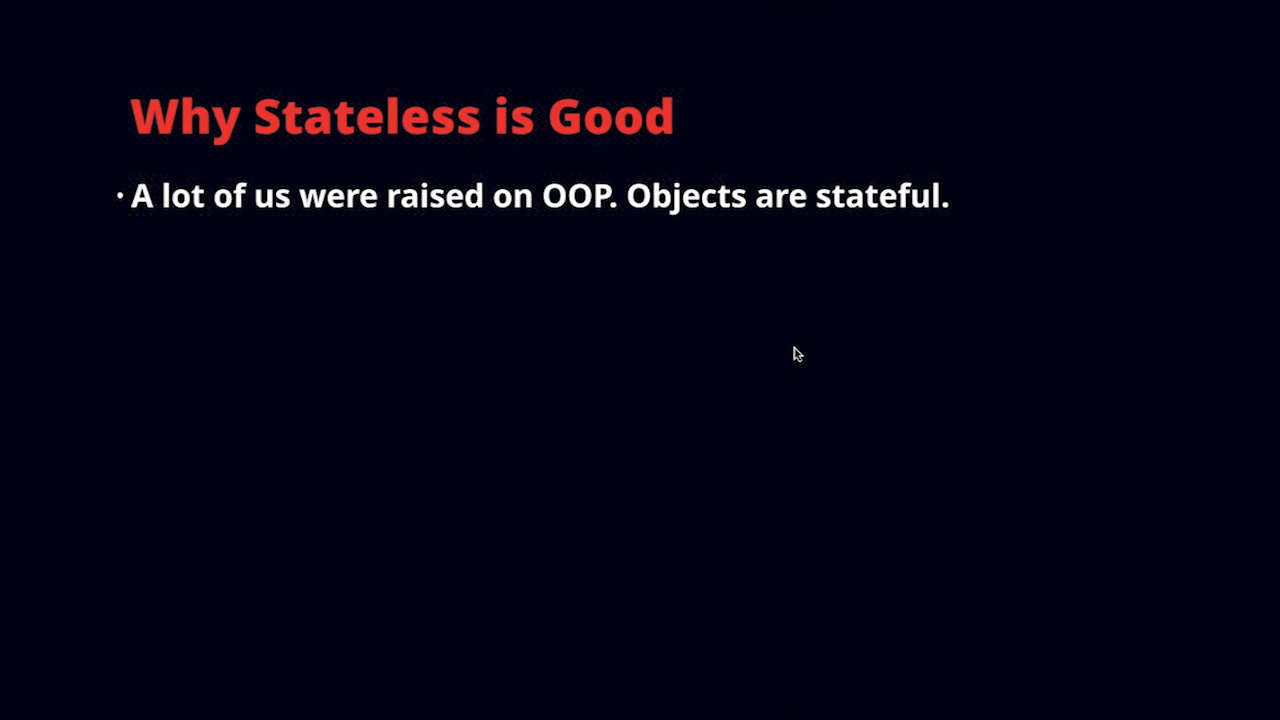 Why Stateless is Good
· A lot of us were raised on OOP. Objects are stateful.